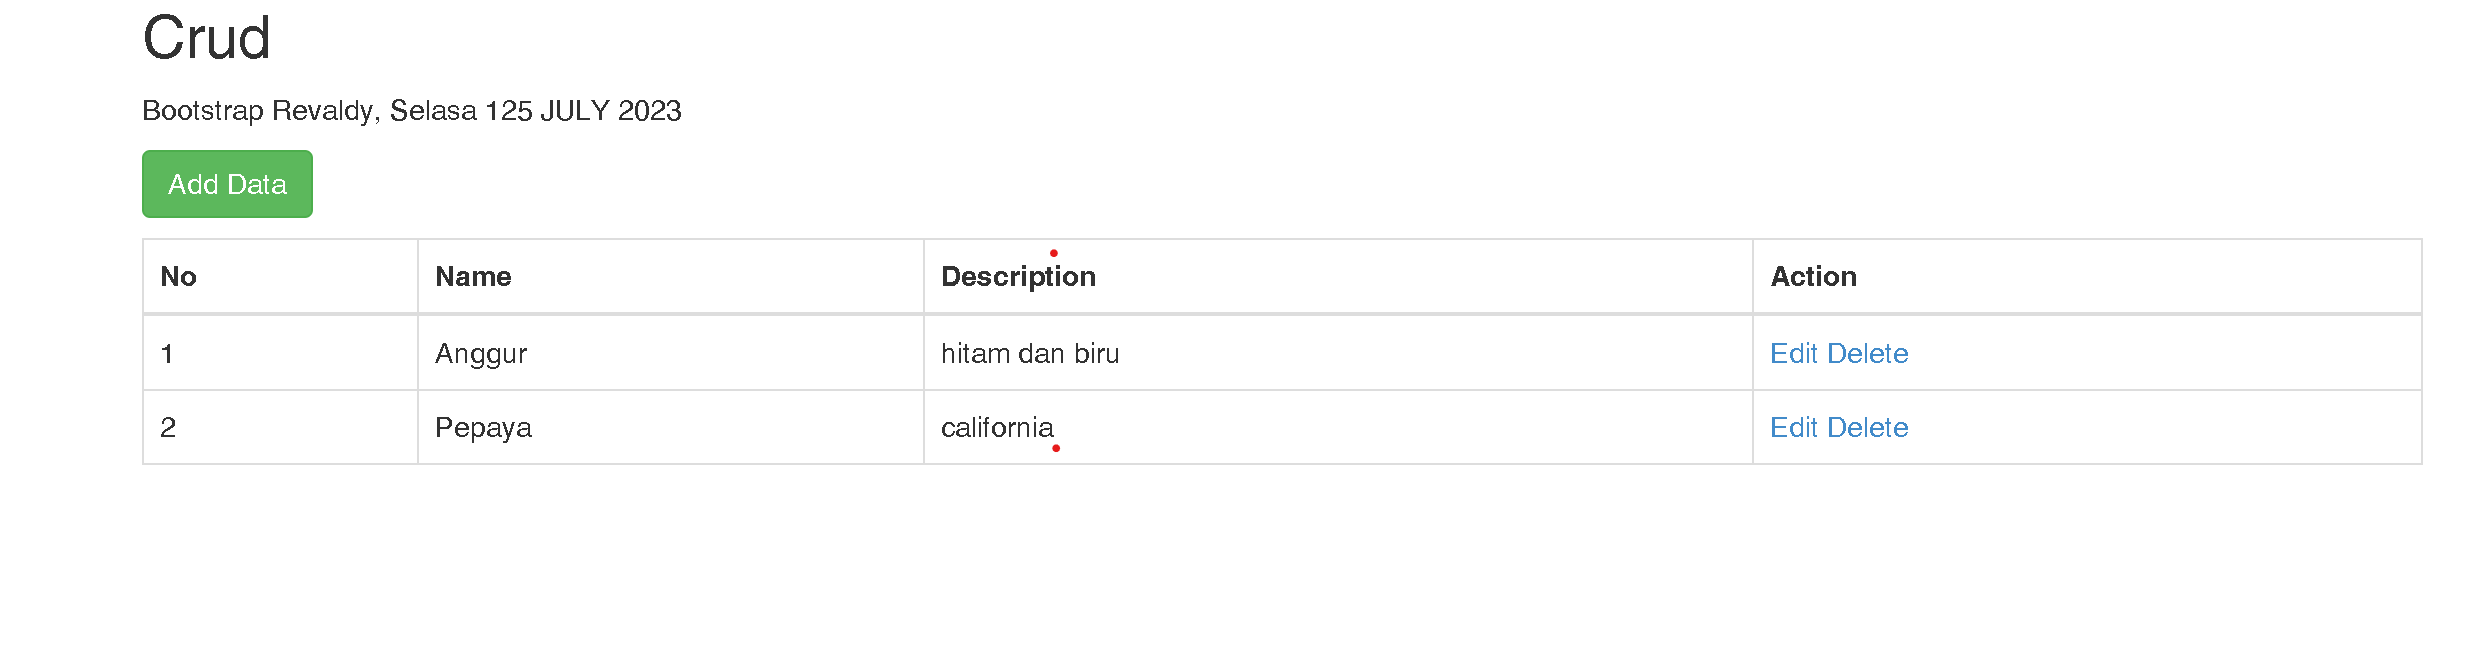 Crud
Bootstrap Revaldy, Selasa 125 JULY 2023
Add Data
No Name Description Action
1 Anggur hitam dan biru Edit Delete
2 Pepaya california Edit Delete